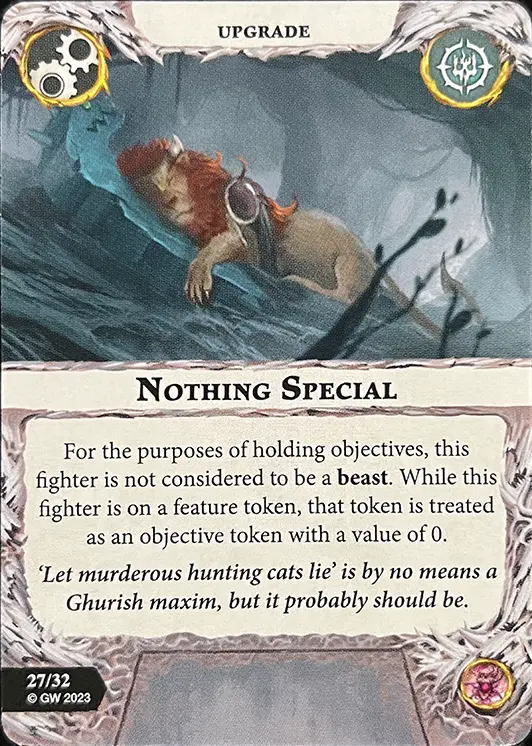 UPGRADE
NOTHING SPECIAL
For the purposes of holding objectives, this
fighter is not considered to be a beast. While this
fighter is on a feature token, that token is treated
as an objective token with a value of 0.
‘Let murderous hunting cats lie’ is by no means a
Ghurish maxim, but it probably should be.
27/32
© GW 2023